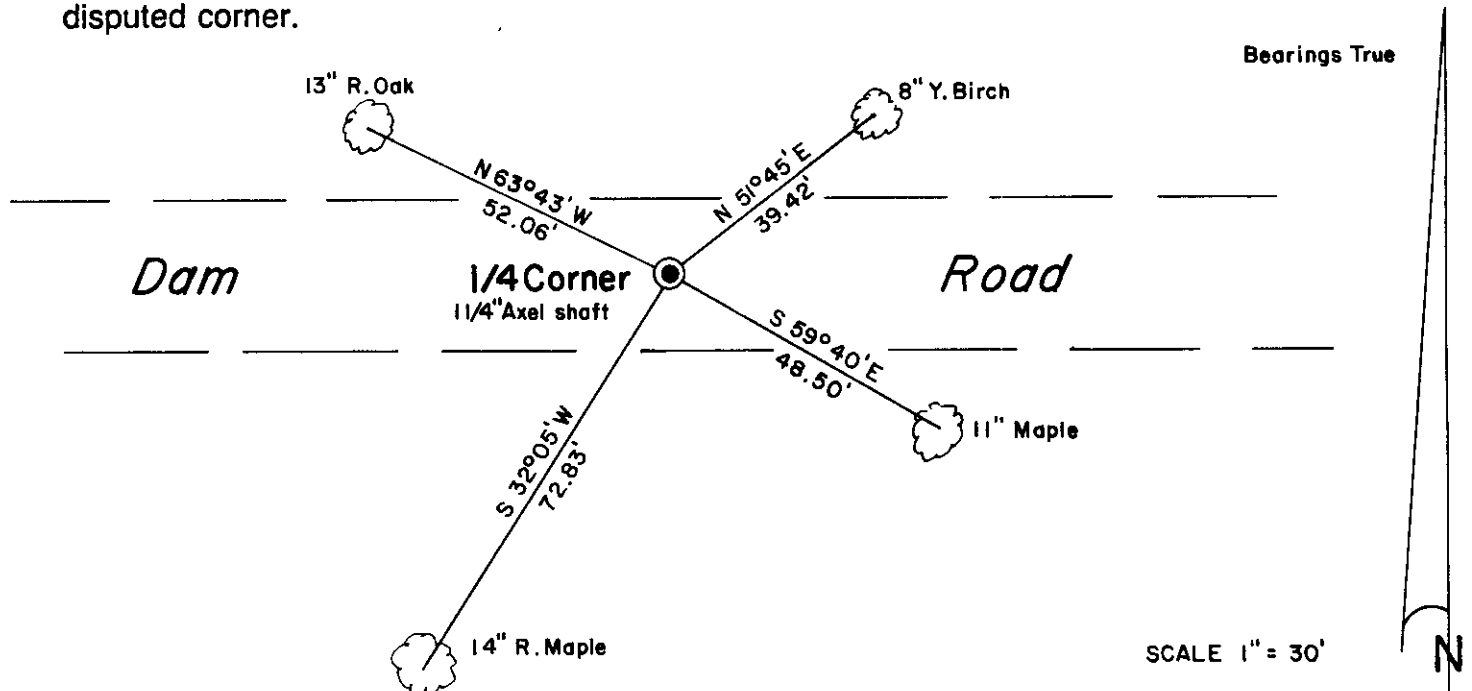 disputed corner.
Bearings True
13" R. Oak
8" Y. Birch
N 63°43' W
52.06'
N 51°45' E
39.42'
Dam
1/4 Corner
Road
1 1/4" Axel shaft
S 59°40' E
48.50'
S 32°05' W
72.83'
11" Maple
14" R. Maple
SCALE 1" = 30'
N